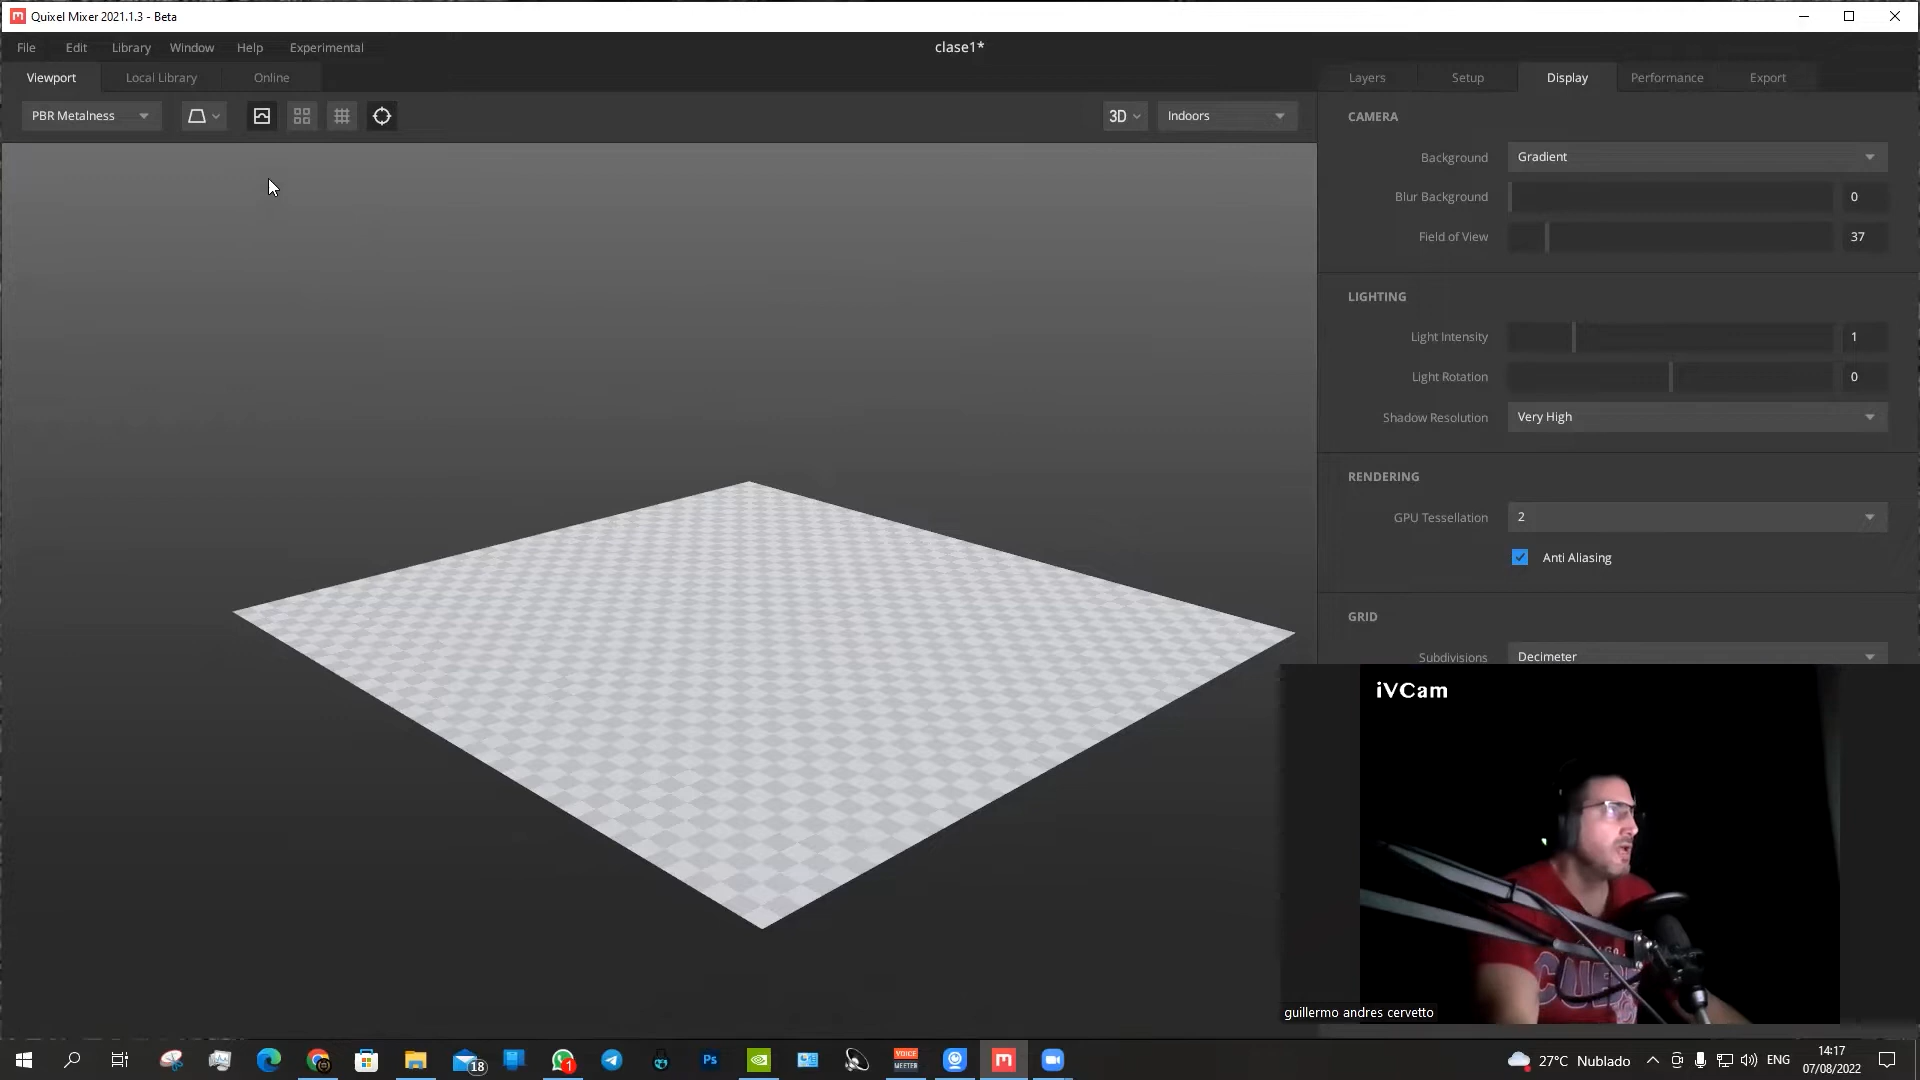 Quixel Mixer 2021.1.3 - Beta
File Edit Library Window Help Experimental
clase1*
Viewport Local Library Online
Layers Setup Display Performance Export
PBR Metalness
3D Indoors
CAMERA
Background Gradient
Blur Background 0
Field of View 37
LIGHTING
Light Intensity 1
Light Rotation 0
Shadow Resolution Very High
RENDERING
GPU Tessellation 2
Anti Aliasing
GRID
Subdivisions Decimeter
iVCam
guillermo andres cervetto
18
1
Ps
VOICE
MEETER
27°C Nublado
ENG
14:17
07/08/2022